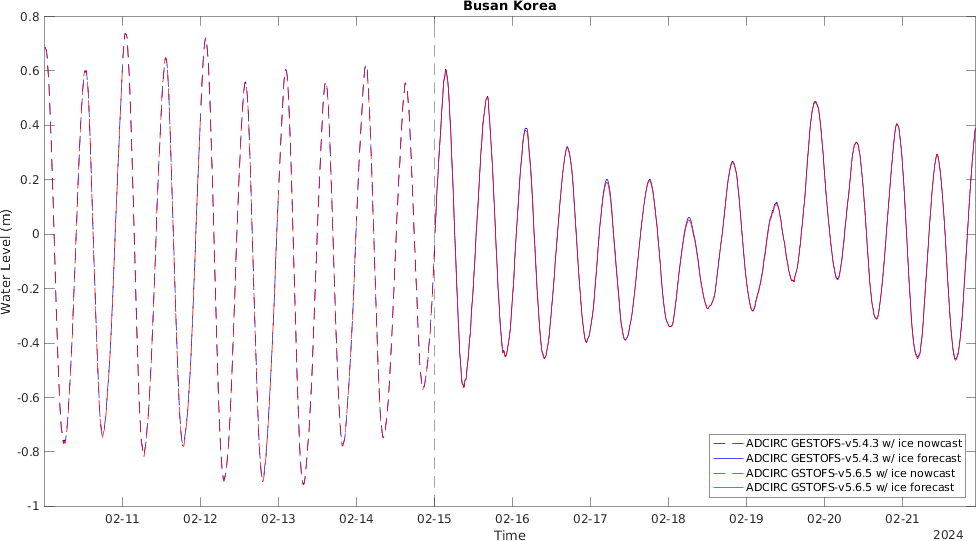 Busan Korea
0.8
0.6
0.4
0.2
0
-0.2
-0.4
-0.6
-0.8
-1
Water Level (m)
ADCIRC GESTOFS-v5.4.3 w/ ice nowcast
ADCIRC GESTOFS-v5.4.3 w/ ice forecast
ADCIRC GSTOFS-v5.6.5 w/ ice nowcast
ADCIRC GSTOFS-v5.6.5 w/ ice forecast
02-11 02-12 02-13 02-14 02-15 02-16 02-17 02-18 02-19 02-20 02-21
Time
2024